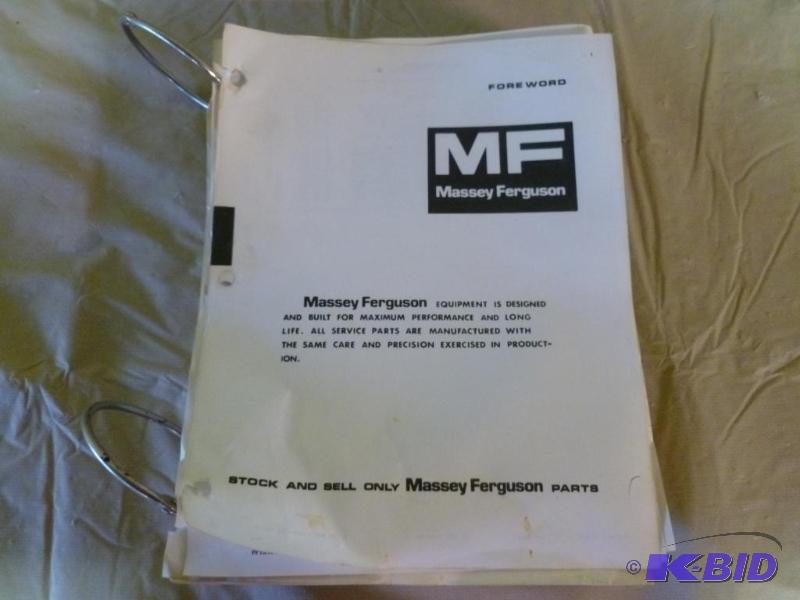 FOREWORD
MF
Massey Ferguson
Massey Ferguson EQUIPMENT IS DESIGNED
AND BUILT FOR MAXIMUM PERFORMANCE AND LONG
LIFE. ALL SERVICE PARTS ARE MANUFACTURED WITH
THE SAME CARE AND PRECISION EXERCISED IN PRODUCT-
ION.
STOCK AND SELL ONLY Massey Ferguson PARTS
© K-BID